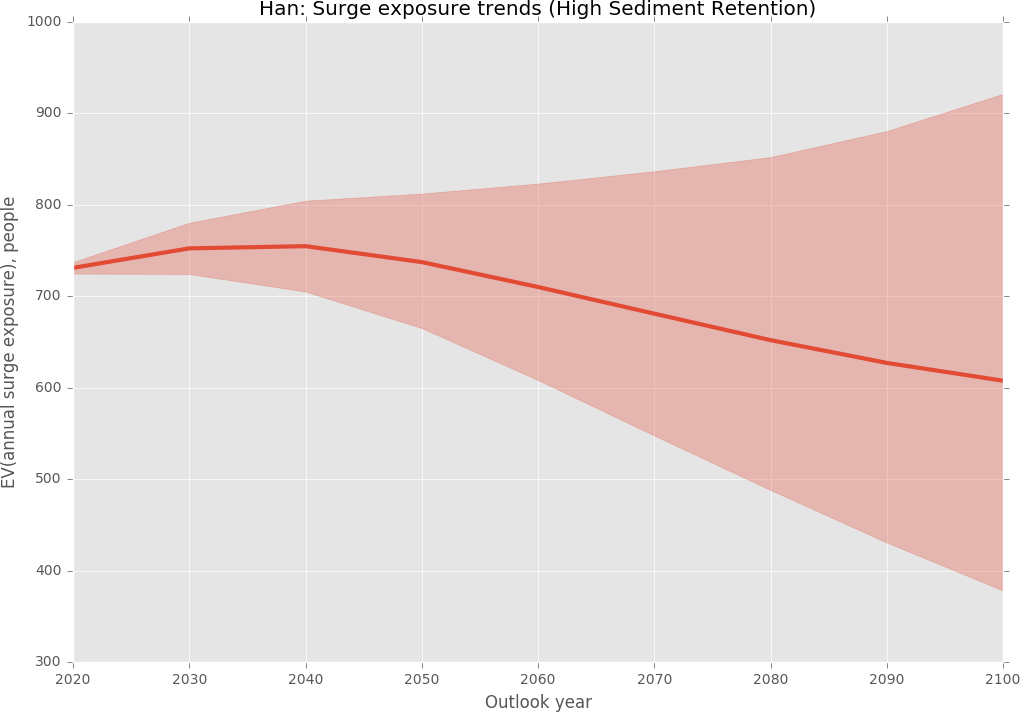 Han: Surge exposure trends (High Sediment Retention)
1000
900
800
700
600
500
400
300
EV(annual surge exposure), people
2020 2030 2040 2050 2060 2070 2080 2090 2100
Outlook year